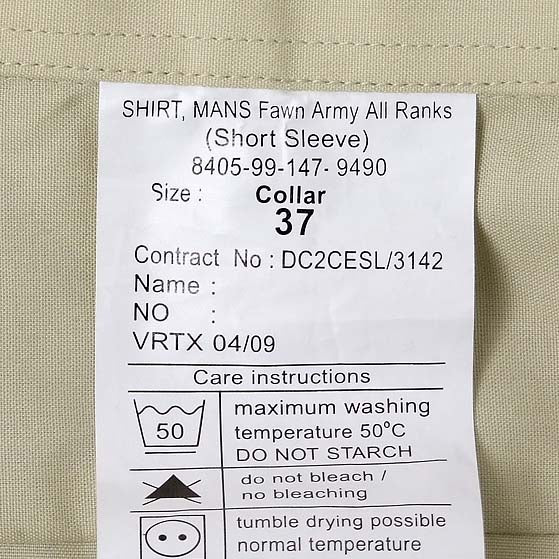 SHIRT, MANS Fawn Army All Ranks
(Short Sleeve)
8405-99-147- 9490
Size : Collar
37
Contract No : DC2CESL/3142
Name :
NO :
VRTX 04/09
Care instructions
50
maximum washing
temperature 50°C
DO NOT STARCH
do not bleach /
no bleaching
tumble drying possible
normal temperature